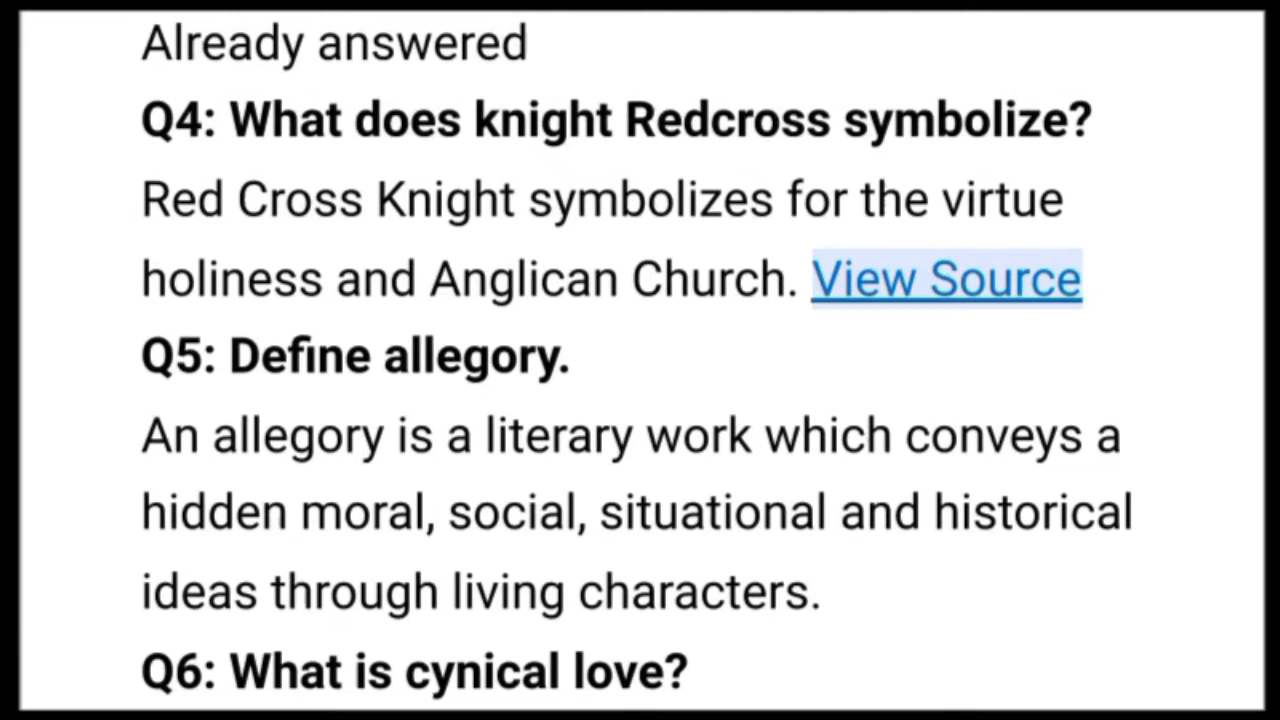 Already answered
Q4: What does knight Redcross symbolize?
Red Cross Knight symbolizes for the virtue
holiness and Anglican Church. View Source
Q5: Define allegory.
An allegory is a literary work which conveys a
hidden moral, social, situational and historical
ideas through living characters.
Q6: What is cynical love?